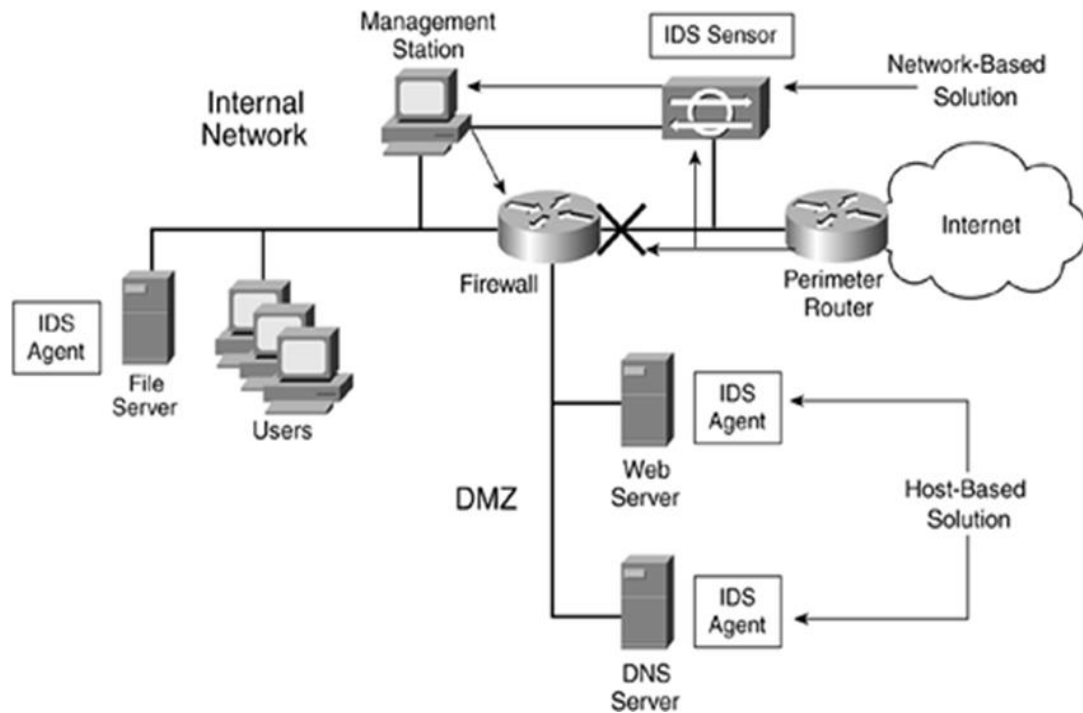 Management
Station
IDS Sensor
Network-Based
Solution
Internal
Network
Internet
Firewall
Perimeter
Router
IDS
Agent
File
Server
Users
IDS
Agent
Web
Server
DMZ
Host-Based
Solution
IDS
Agent
DNS
Server